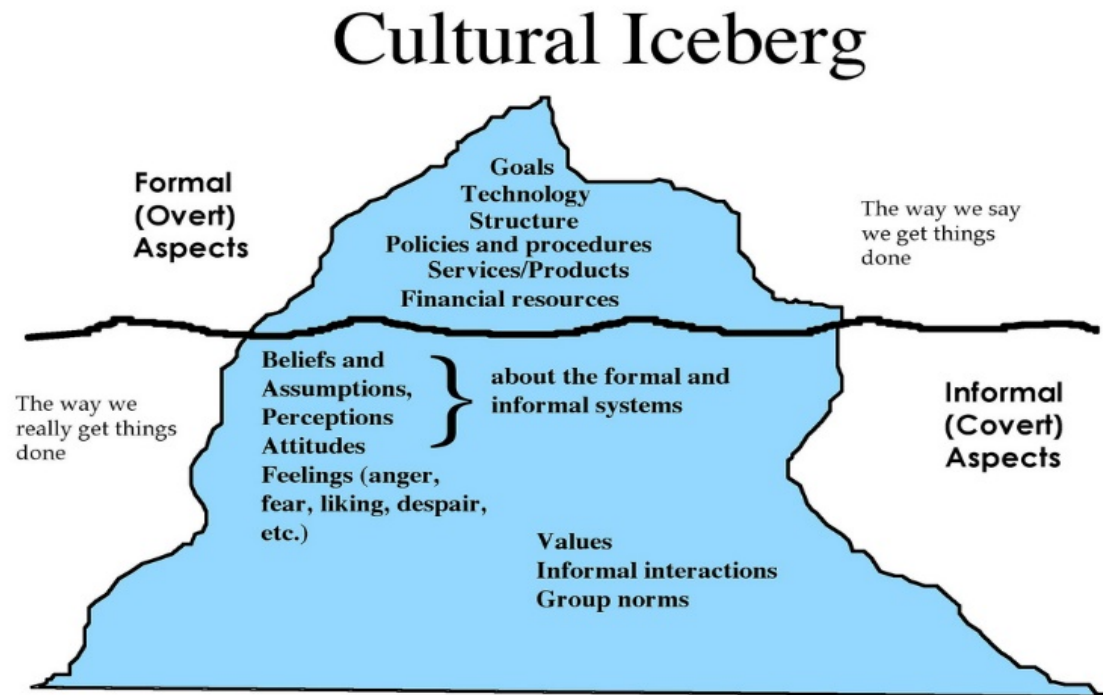 Cultural Iceberg
Formal
(Overt)
Aspects
Goals
Technology
Structure
Policies and procedures
Services/Products
Financial resources
The way we say
we get things
done
The way we
really get things
done
Beliefs and
Assumptions,
Perceptions
Attitudes
Feelings (anger,
fear, liking, despair,
etc.)
about the formal and
informal systems
Values
Informal interactions
Group norms
Informal
(Covert)
Aspects